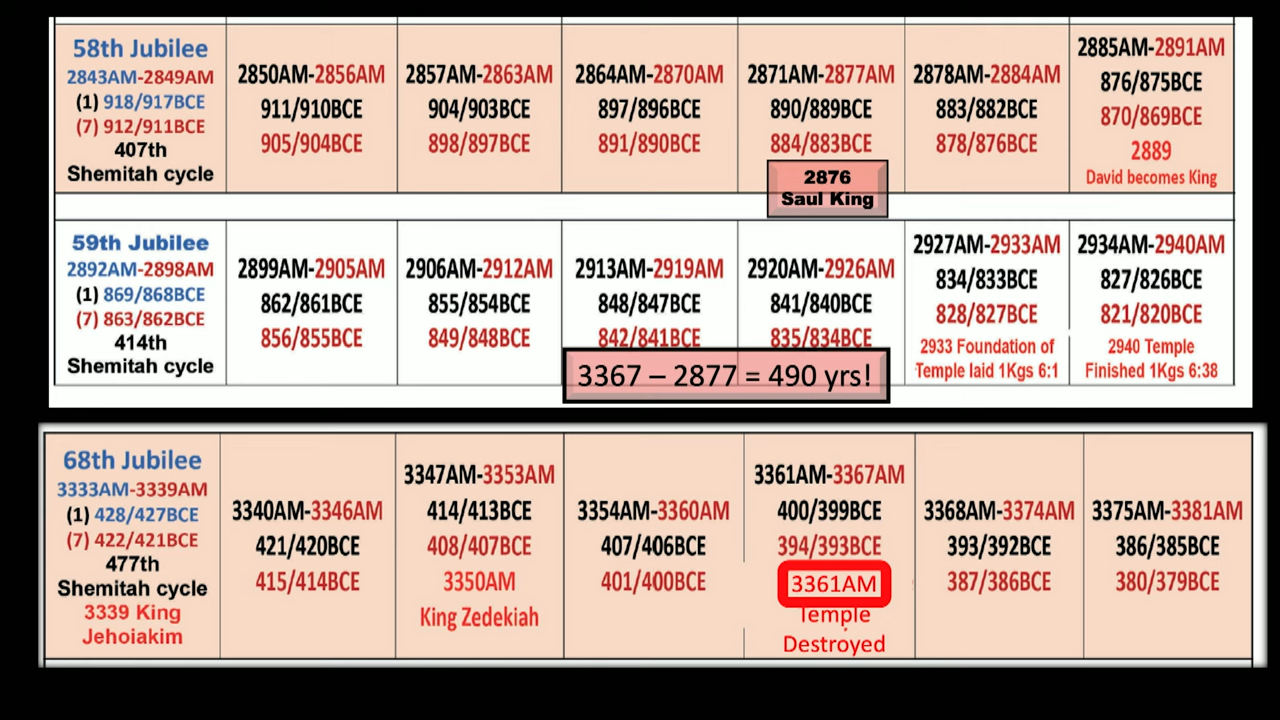 58th Jubilee
2843AM-2849AM
(1) 918/917BCE
(7) 912/911BCE
407th
Shemitah cycle
2850AM-2856AM
911/910BCE
905/904BCE
2857AM-2863AM
904/903BCE
898/897BCE
2864AM-2870AM
897/896BCE
891/890BCE
2871AM-2877AM
890/889BCE
884/883BCE
2876
Saul King
2878AM-2884AM
883/882BCE
878/876BCE
2885AM-2891AM
876/875BCE
870/869BCE
2889
David becomes King
59th Jubilee
2892AM-2898AM
(1) 869/868BCE
(7) 863/862BCE
414th
Shemitah cycle
2899AM-2905AM
862/861BCE
856/855BCE
2906AM-2912AM
855/854BCE
849/848BCE
2913AM-2919AM
848/847BCE
842/841BCE
2920AM-2926AM
841/840BCE
835/834BCE
3367 – 2877 = 490 yrs!
2927AM-2933AM
834/833BCE
828/827BCE
2933 Foundation of
Temple laid 1Kgs 6:1
2934AM-2940AM
827/826BCE
821/820BCE
2940 Temple
Finished 1Kgs 6:38
68th Jubilee
3333AM-3339AM
(1) 428/427BCE
(7) 422/421BCE
477th
Shemitah cycle
3339 King
Jehoiakim
3340AM-3346AM
421/420BCE
415/414BCE
3347AM-3353AM
414/413BCE
408/407BCE
3350AM
King Zedekiah
3354AM-3360AM
407/406BCE
401/400BCE
3361AM-3367AM
400/399BCE
394/393BCE
3361AM
Temple
Destroyed
3368AM-3374AM
393/392BCE
387/386BCE
3375AM-3381AM
386/385BCE
380/379BCE